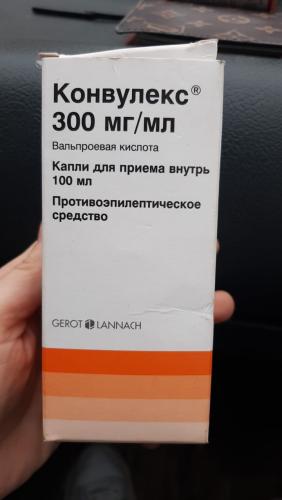 Конвулекс®
300 мг/мл
Вальпроевая кислота
Капли для приема внутрь
100 мл
Противоэпилептическое
средство
GEROT LANNACH